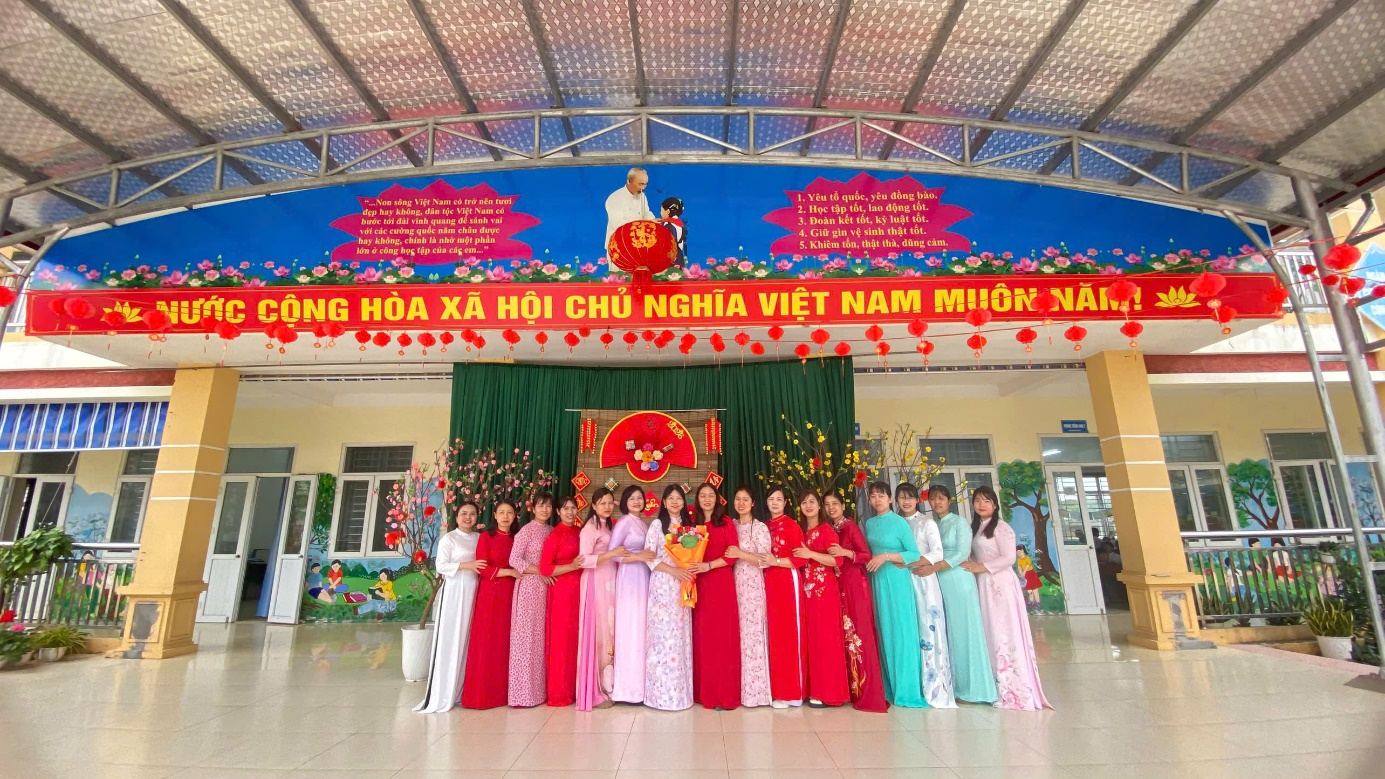 "...Non sông Việt Nam có trở nên tươi
đẹp hay không, dân tộc Việt Nam có
bước tới đài vinh quang để sánh vai
với các cường quốc năm châu được
hay không, chính là nhờ một phần
lớn ở công học tập của các em..."
1. Yêu tổ quốc, yêu đồng bào.
2. Học tập tốt, lao động tốt.
3. Đoàn kết tốt, kỷ luật tốt.
4. Giữ gìn vệ sinh thật tốt.
5. Khiêm tốn, thật thà, dũng cảm.
NƯỚC CỘNG HÒA XÃ HỘI CHỦ NGHĨA VIỆT NAM MUÔN NĂM!